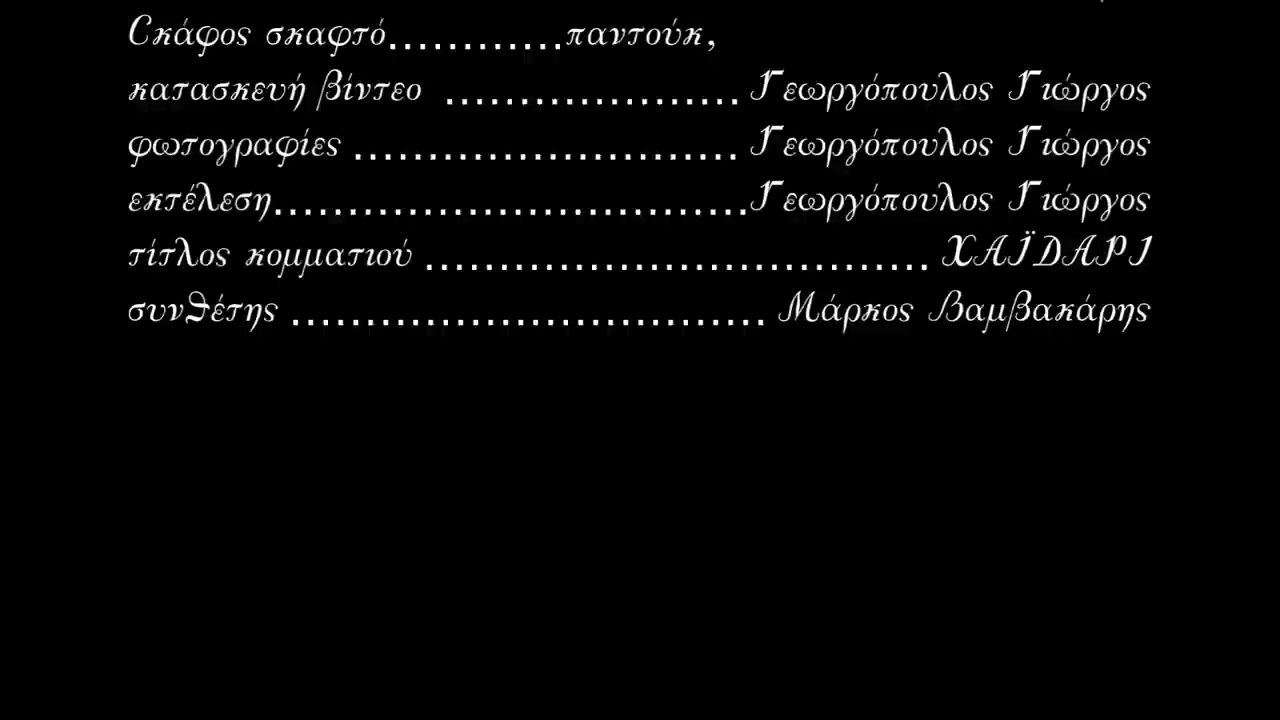 Σκάφος σκαφτό............παντούκ,
κατασκευή βίντεο .................... Γεωργόπουλος Γιώργος
φωτογραφίες .......................... Γεωργόπουλος Γιώργος
εκτέλεση................................Γεωργόπουλος Γιώργος
τίτλος κομματιού .................................. ΧΑΪΔΑΡΙ
συνθέτης ................................ Μάρκος Βαμβακάρης